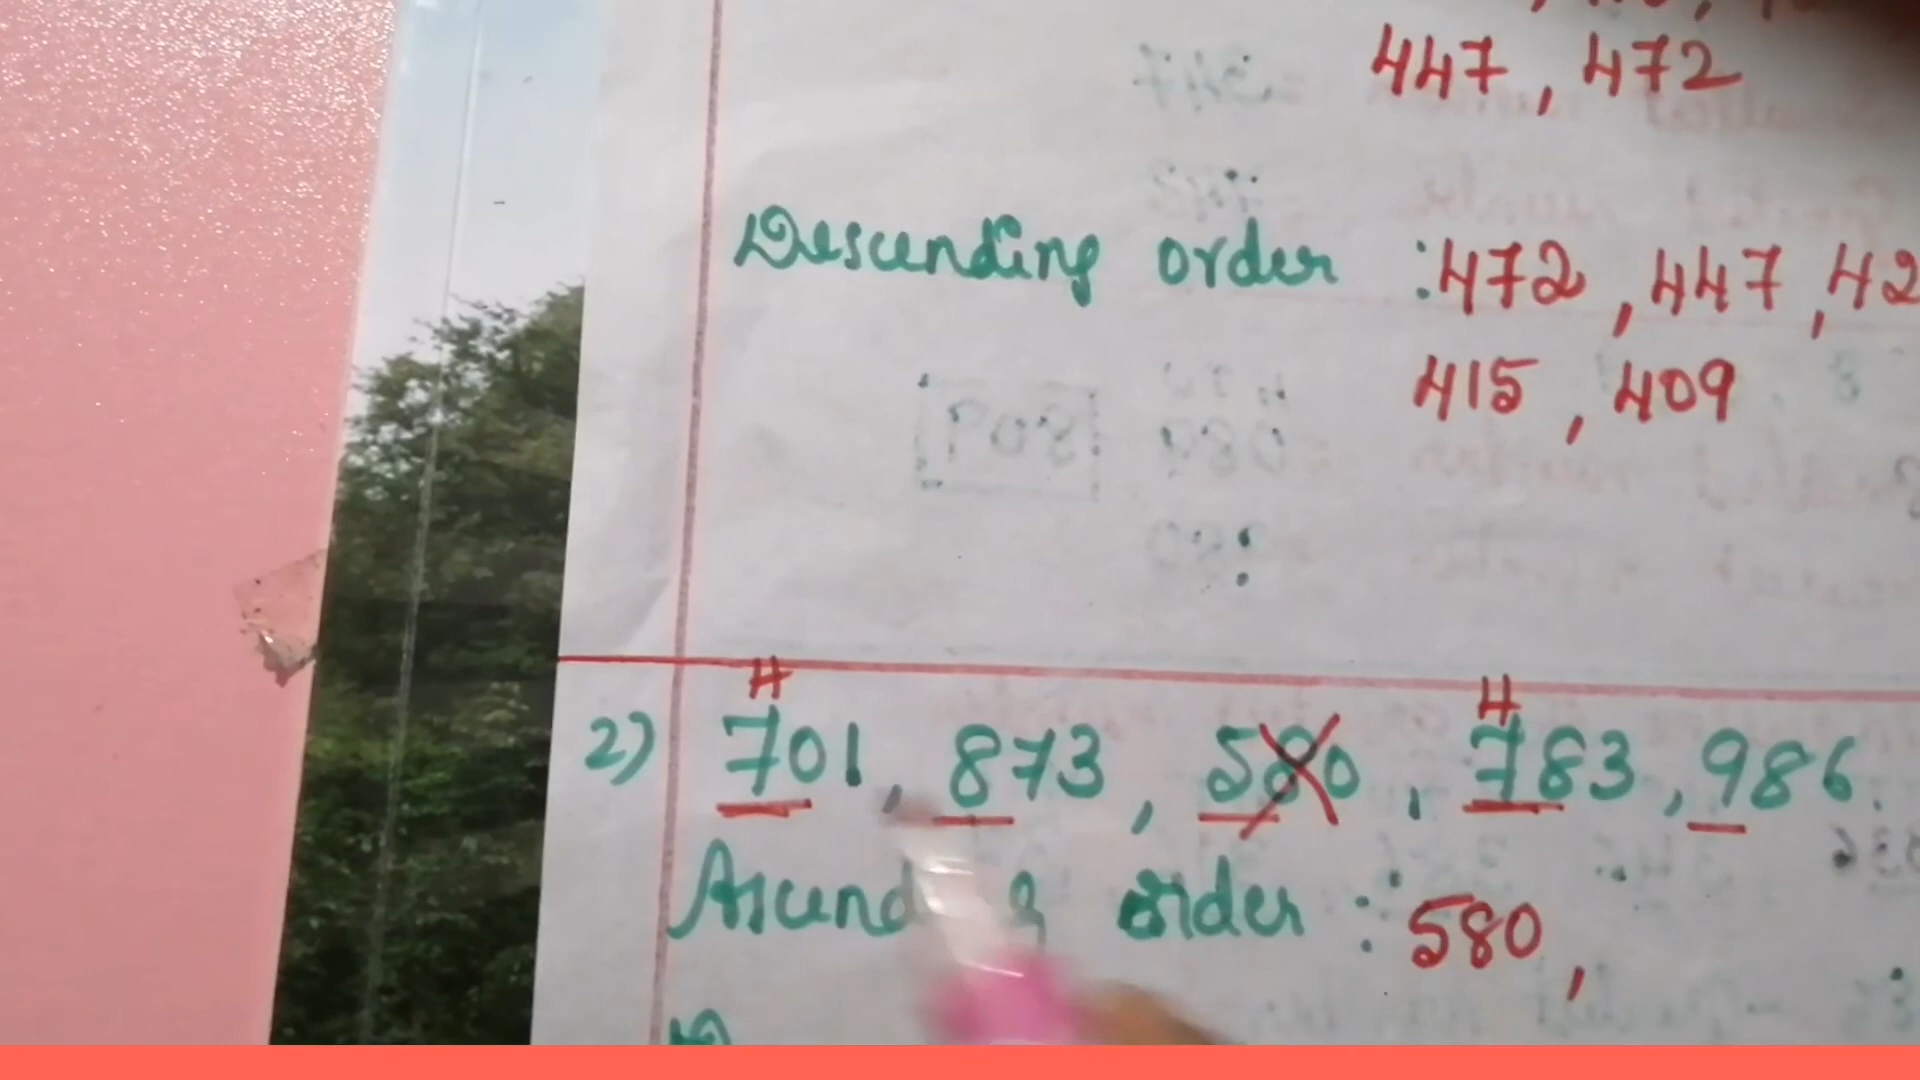 447, 472
Descending order : 472, 447, 42
415, 409
H H
2) 701, 873, 580, 783, 986.
Ascend g order : 580,